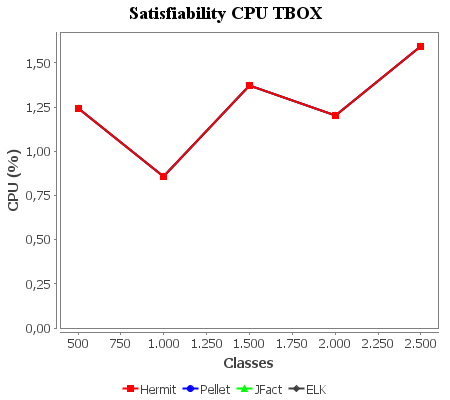 Satisfiability CPU TBOX
CPU (%)
1,50
1,25
1,00
0,75
0,50
0,25
0,00
500 750 1.000 1.250 1.500 1.750 2.000 2.250 2.500
Classes
Hermit Pellet JFact ELK